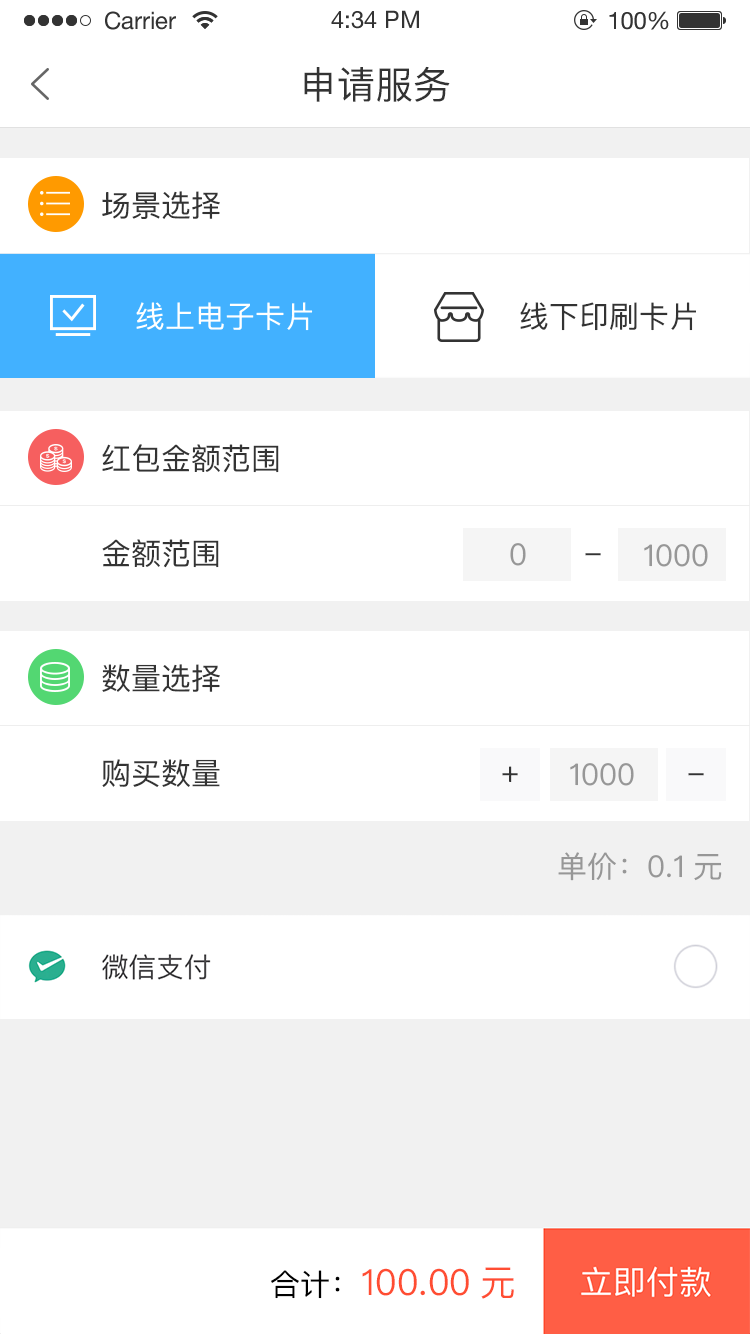 Carrier 4:34 PM 100%
申请服务
场景选择
线上电子卡片 线下印刷卡片
红包金额范围
金额范围 0 – 1000
数量选择
购买数量 + 1000 −
单价：0.1 元
微信支付
合计：100.00 元 立即付款